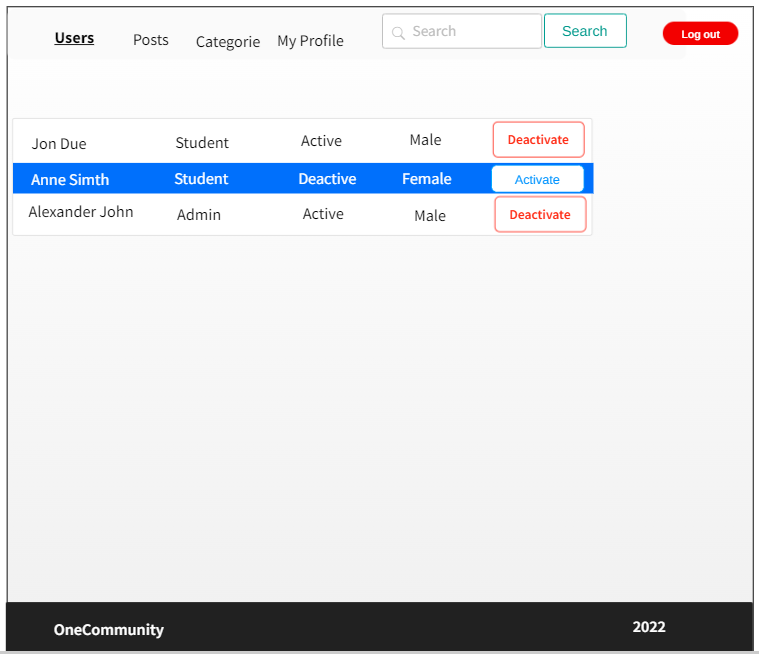 Users Posts Categorie My Profile Search Search Log out
Jon Due Student Active Male Deactivate
Anne Simth Student Deactive Female Activate
Alexander John Admin Active Male Deactivate
OneCommunity 2022